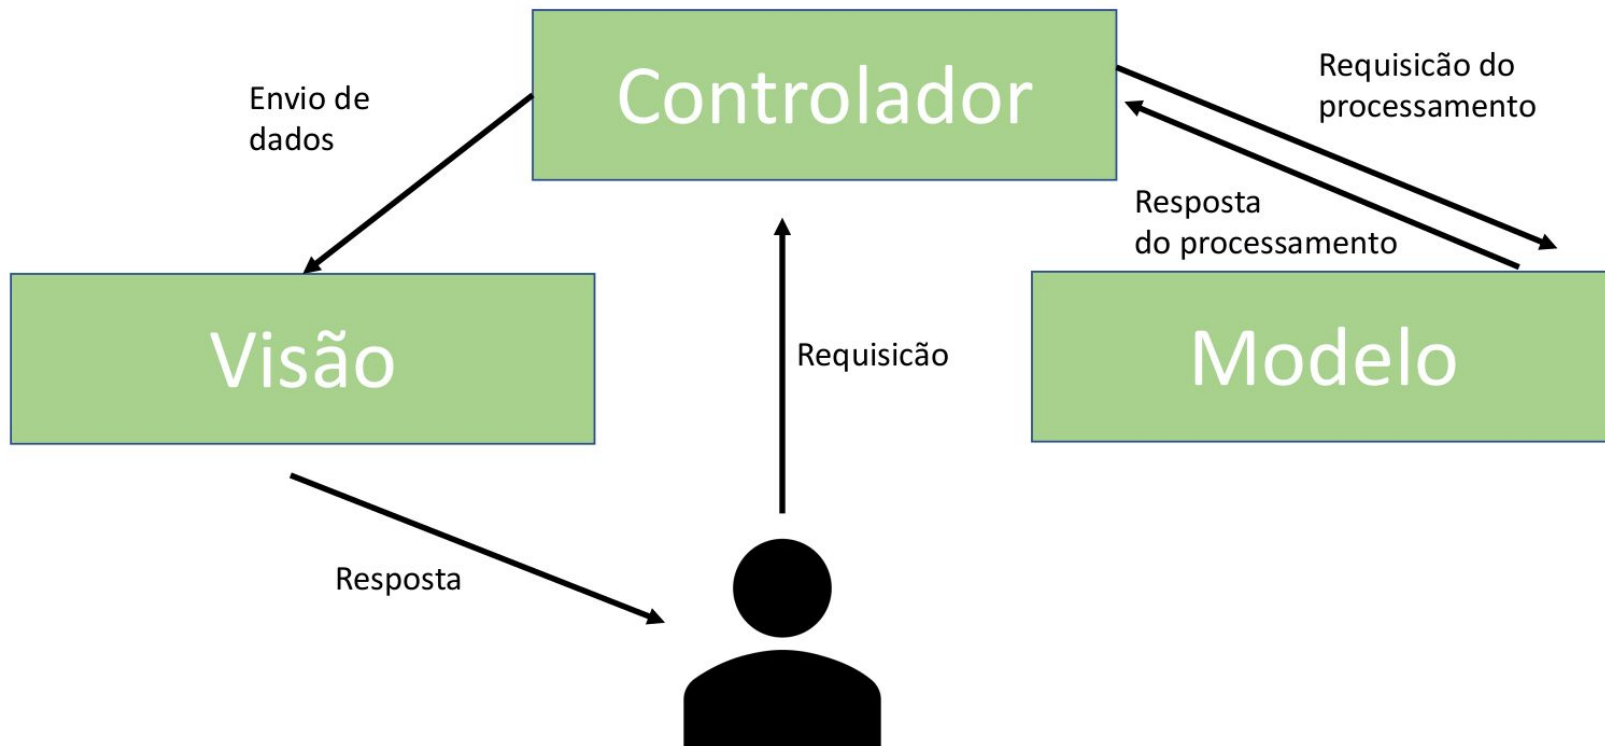 Controlador
Envio de
dados
Requisicão do
processamento
Resposta
do processamento
Visão
Requisicão
Modelo
Resposta